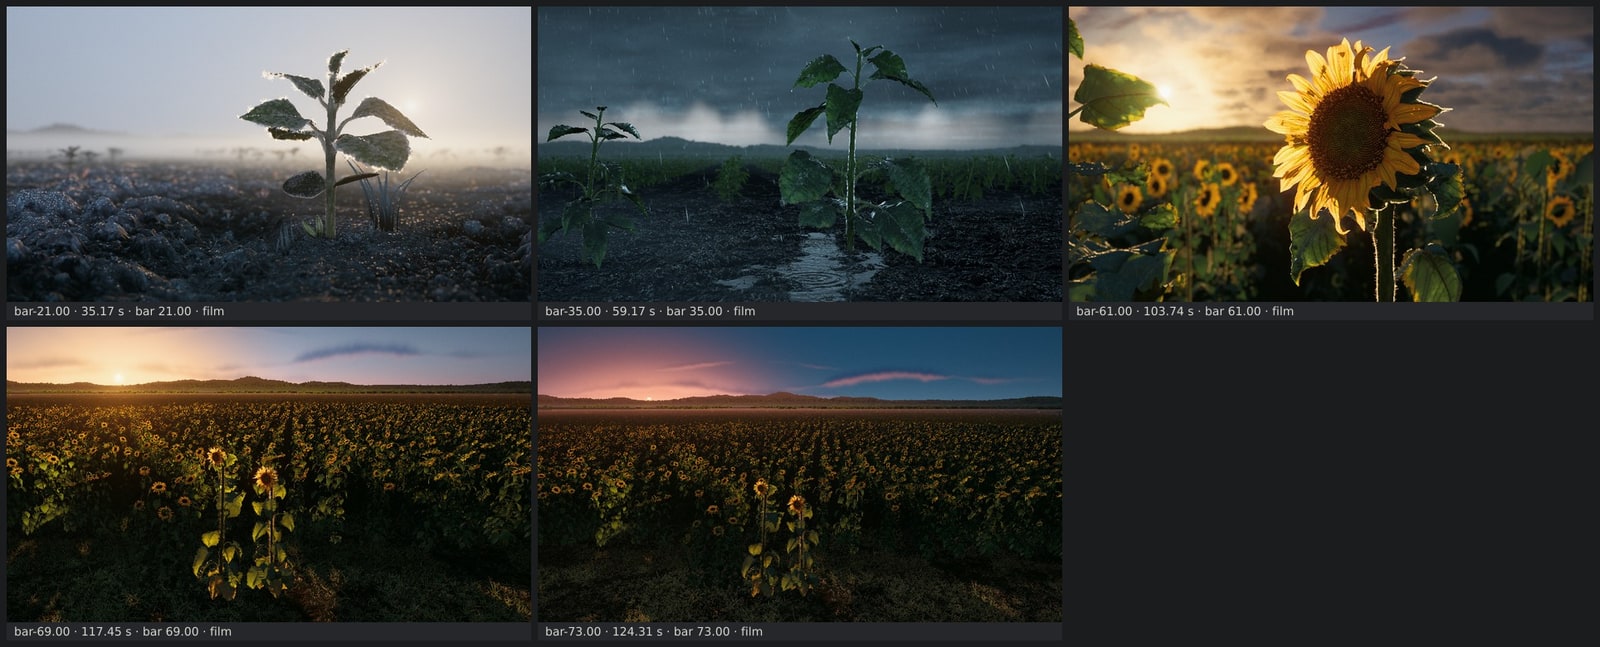 bar-21.00 · 35.17 s · bar 21.00 · film
bar-35.00 · 59.17 s · bar 35.00 · film
bar-61.00 · 103.74 s · bar 61.00 · film
bar-69.00 · 117.45 s · bar 69.00 · film
bar-73.00 · 124.31 s · bar 73.00 · film